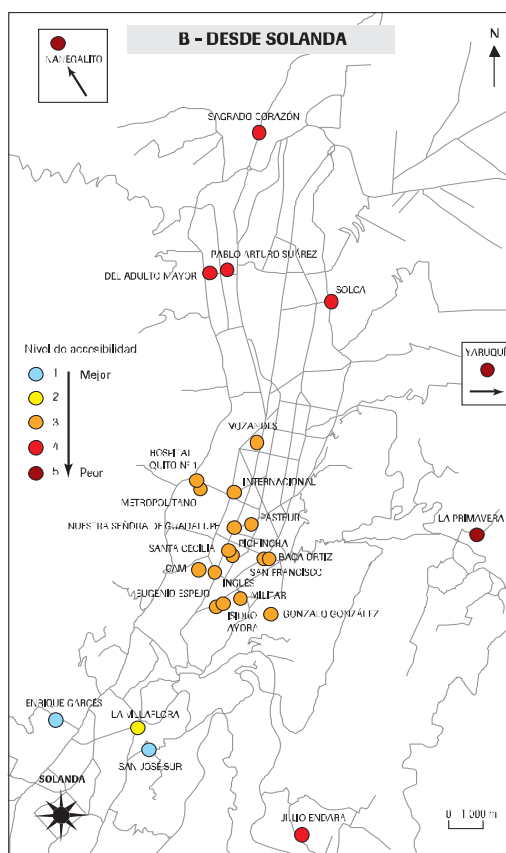 B - DESDE SOLANDA
NANEGALITO
N
SAGRADO CORAZÓN
PABLO ARTURO SUÁREZ
DEL ADULTO MAYOR
SOLCA
Nivel de accesibilidad
1 Mejor
2
3
4
5 Peor
YARUQUÍ
VOZANDES
HOSPITAL
QUITO Nº 1
INTERNACIONAL
METROPOLITANO
PASTEUR
NUESTRA SEÑORA DE GUADALUPE
LA PRIMAVERA
PICHINCHA
SANTA CECILIA
BACA ORTIZ
CAM
SAN FRANCISCO
INGLÉS
EUGENIO ESPEJO
MILITAR
ISIDRO
AYORA
GONZALO GONZÁLEZ
ENRIQUE GARCÉS
LA VILLAFLORA
SAN JOSÉ SUR
SOLANDA
JULIO ENDARA
0 1 000 m